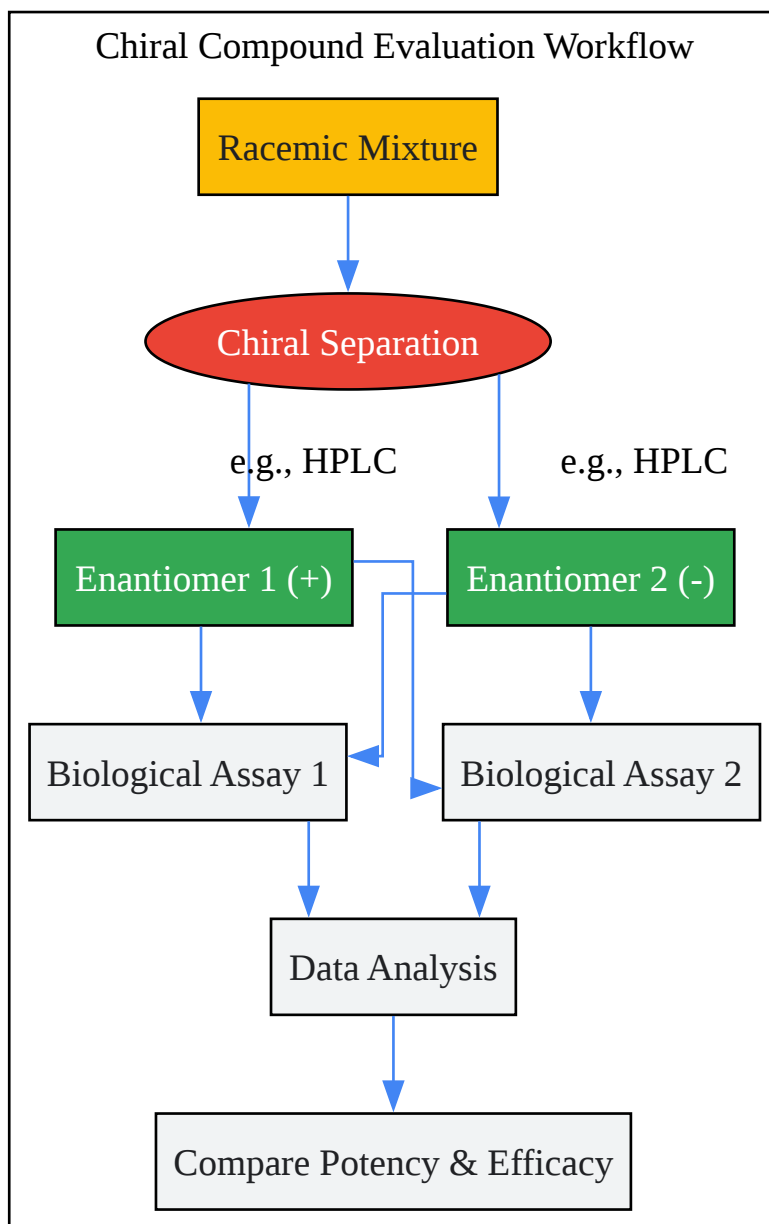 Chiral Compound Evaluation Workflow
Racemic Mixture
Chiral Separation
e.g., HPLC
e.g., HPLC
Enantiomer 1 (+)
Enantiomer 2 (-)
Biological Assay 1
Biological Assay 2
Data Analysis
Compare Potency & Efficacy